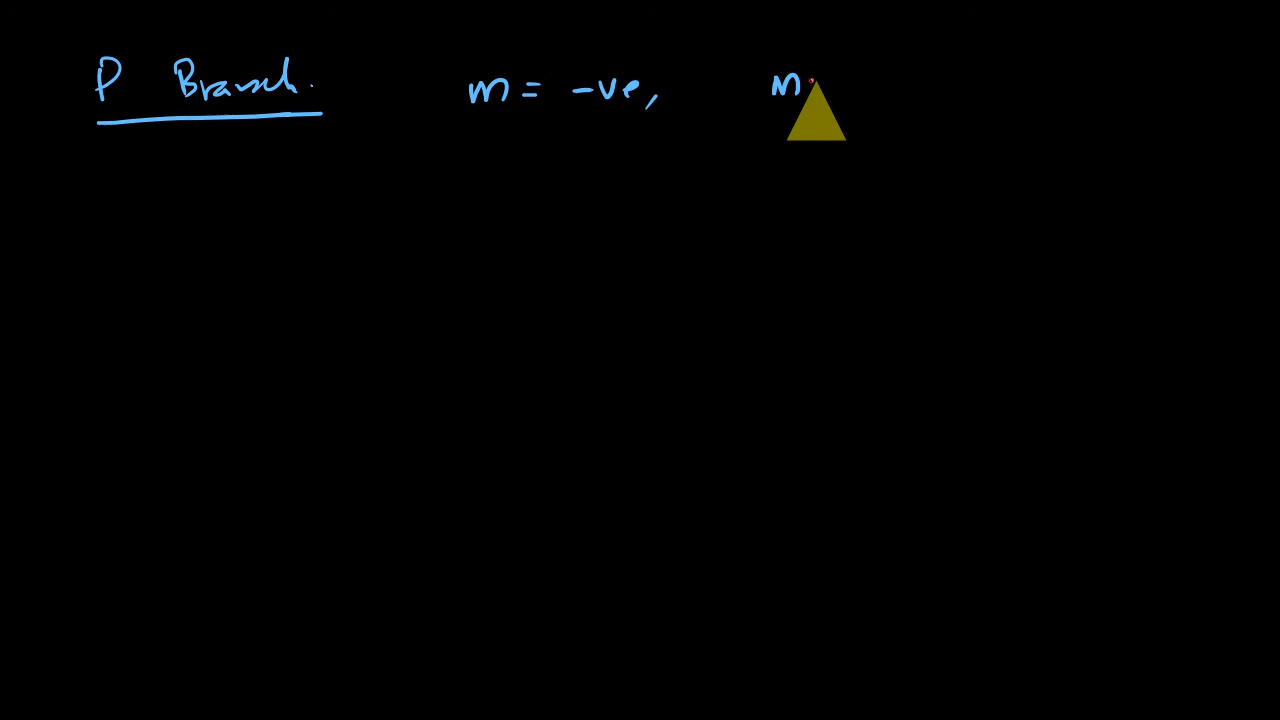 P Branch. m = -ve, m